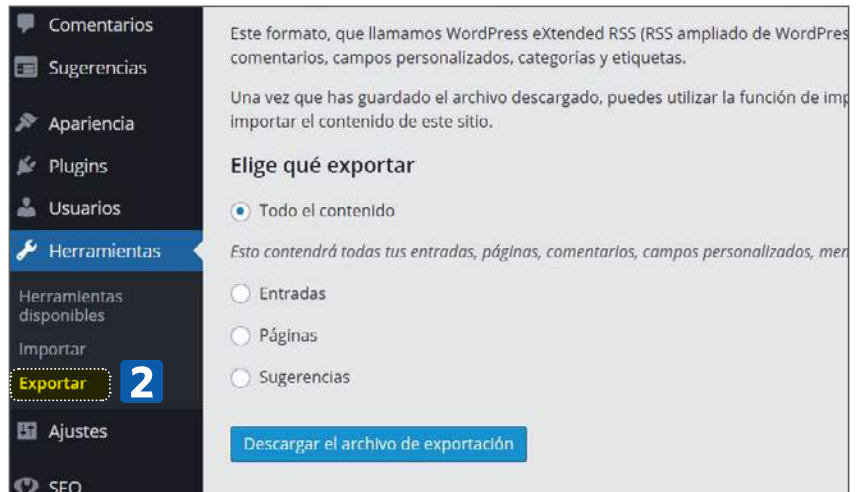 Comentarios
Sugerencias
Apariencia
Plugins
Usuarios
Herramientas
Herramientas
disponibles
Importar
Exportar
2
Ajustes
SEO
Este formato, que llamamos WordPress eXtended RSS (RSS ampliado de WordPres
comentarios, campos personalizados, categorías y etiquetas.
Una vez que has guardado el archivo descargado, puedes utilizar la función de imp
importar el contenido de este sitio.
Elige qué exportar
Todo el contenido
Esto contendrá todas tus entradas, páginas, comentarios, campos personalizados, men
Entradas
Páginas
Sugerencias
Descargar el archivo de exportación